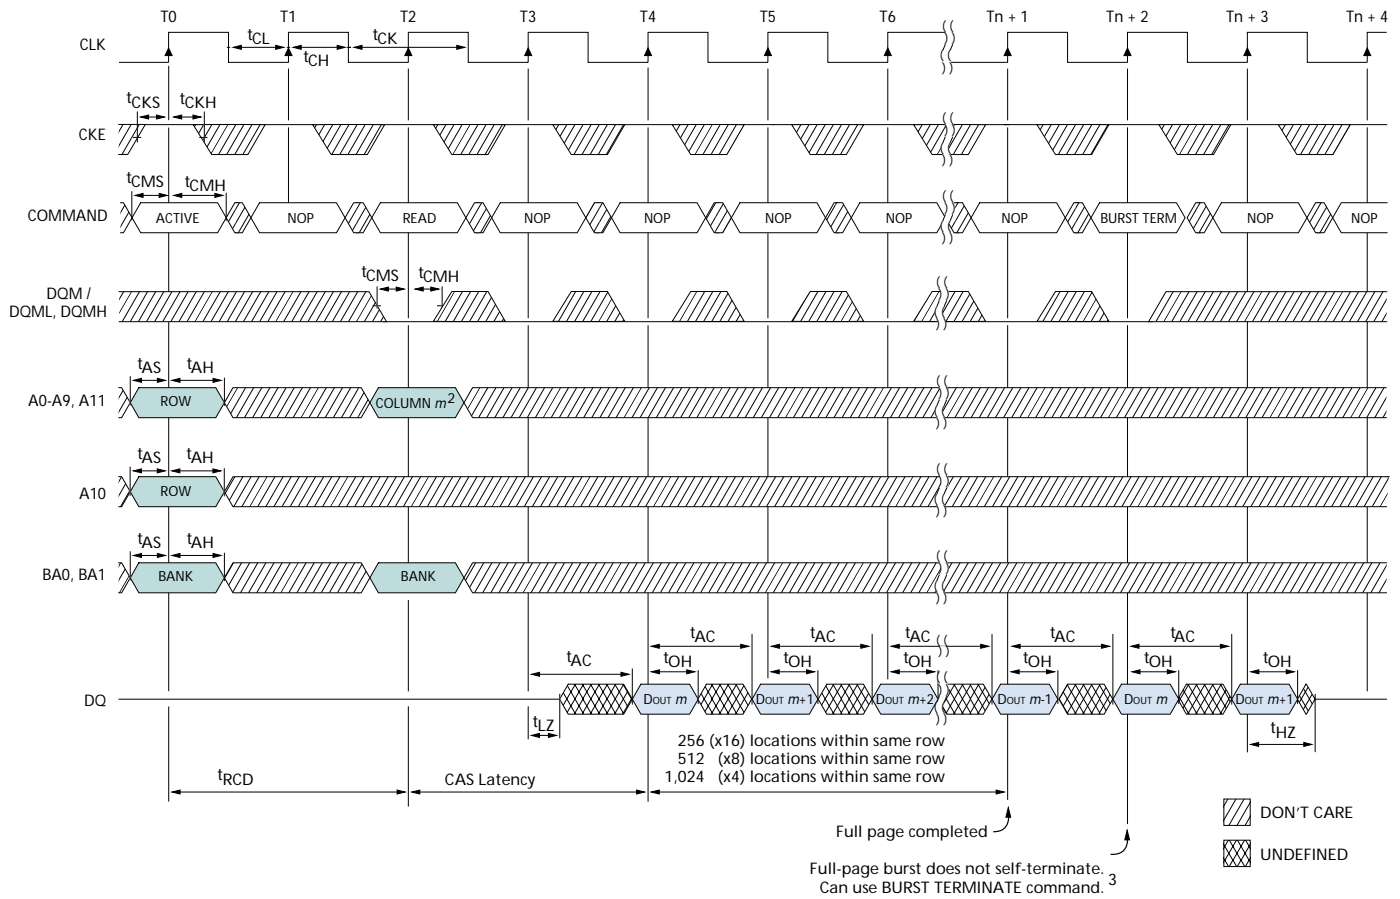 T0 T1 T2 T3 T4 T5 T6 Tn + 1 Tn + 2 Tn + 3 Tn + 4
CLK tCL tCH tCK
tCKS tCKH
CKE
tCMS tCMH
COMMAND ACTIVE NOP READ NOP NOP NOP NOP NOP BURST TERM NOP NOP
tCMS tCMH
DQM /
DQML, DQMH
tAS tAH
A0-A9, A11 ROW COLUMN m2
tAS tAH
A10 ROW
tAS tAH
BA0, BA1 BANK BANK
tAC tAC tAC tAC tAC tAC
tOH tOH tOH tOH tOH tOH
DQ DOUT m DOUT m+1 DOUT m+2 DOUT m-1 DOUT m DOUT m+1
tLZ tHZ
256 (x16) locations within same row
512 (x8) locations within same row
1,024 (x4) locations within same row
tRCD CAS Latency
Full page completed
Full-page burst does not self-terminate.
Can use BURST TERMINATE command. 3
DON'T CARE
UNDEFINED